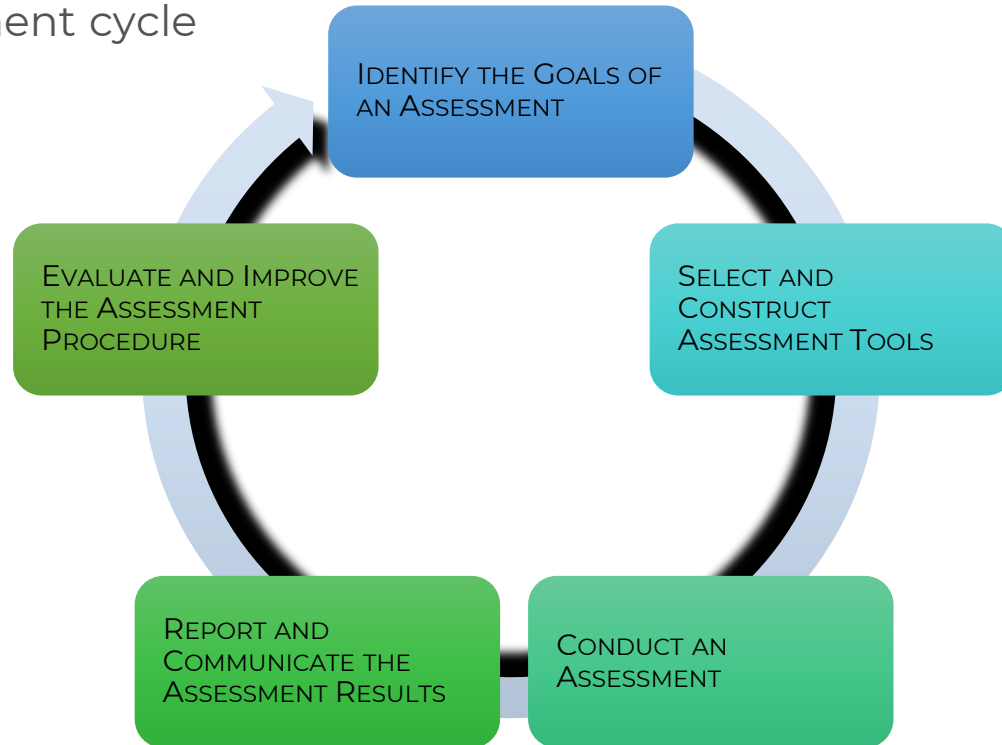 ment cycle
IDENTIFY THE GOALS OF
AN ASSESSMENT
SELECT AND
CONSTRUCT
ASSESSMENT TOOLS
CONDUCT AN
ASSESSMENT
REPORT AND
COMMUNICATE THE
ASSESSMENT RESULTS
EVALUATE AND IMPROVE
THE ASSESSMENT
PROCEDURE